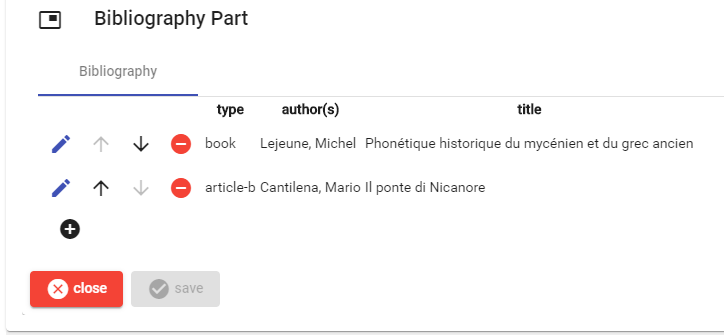 Bibliography Part
Bibliography
type author(s) title
book Lejeune, Michel Phonétique historique du mycénien et du grec ancien
article-b Cantilena, Mario Il ponte di Nicanore
close save